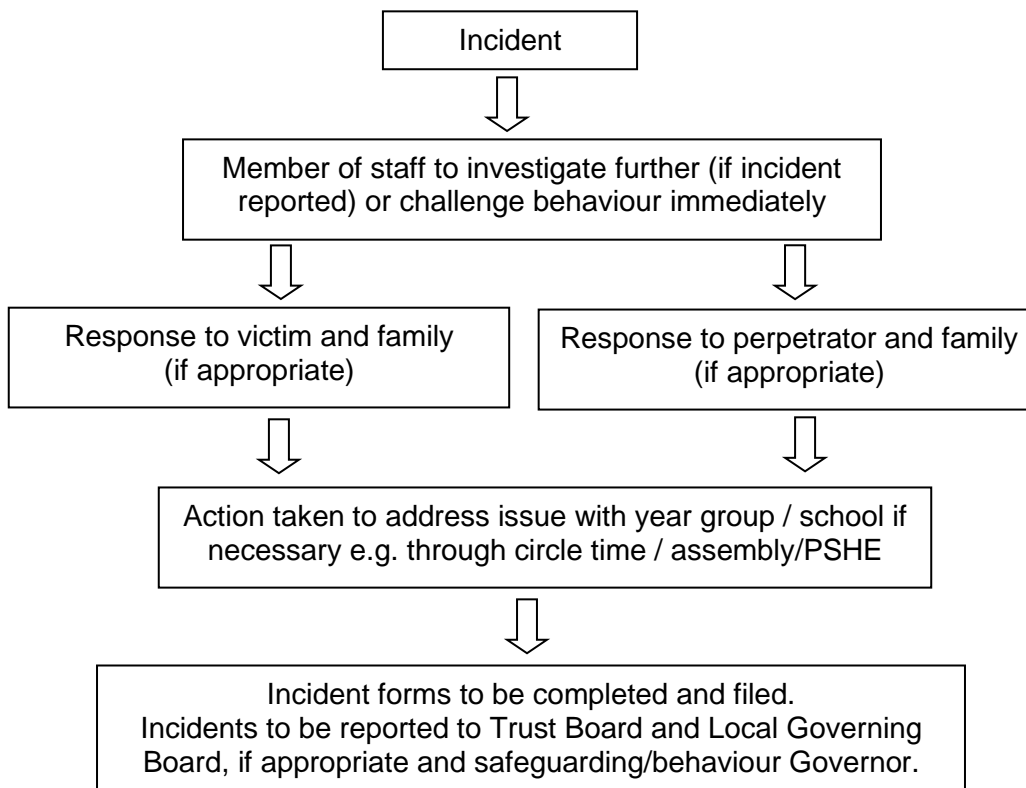 Incident
Member of staff to investigate further (if incident
reported) or challenge behaviour immediately
Response to victim and family
(if appropriate)
Response to perpetrator and family
(if appropriate)
Action taken to address issue with year group / school if
necessary e.g. through circle time / assembly/PSHE
Incident forms to be completed and filed.
Incidents to be reported to Trust Board and Local Governing
Board, if appropriate and safeguarding/behaviour Governor.